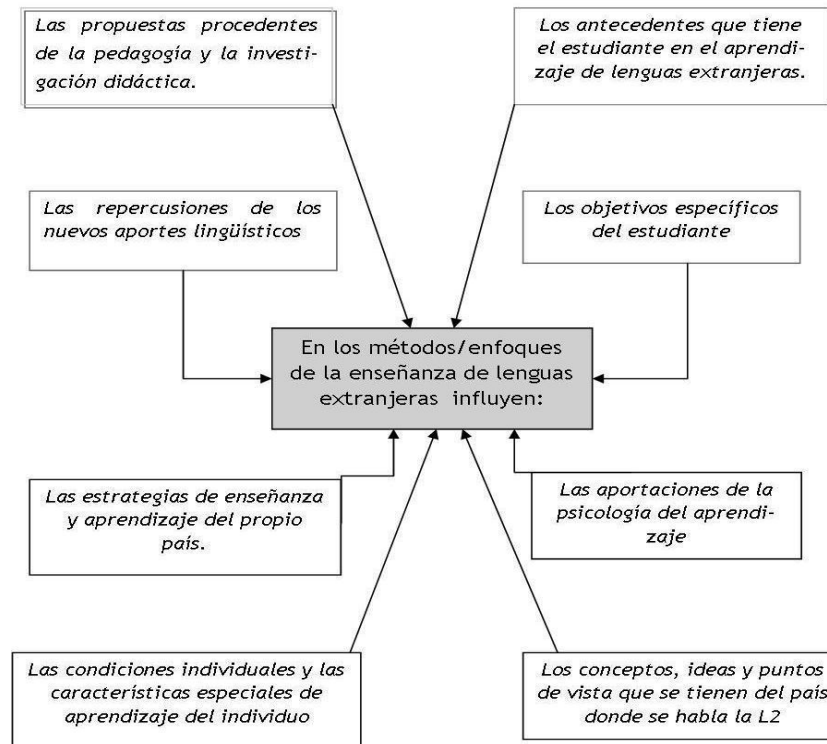 Las propuestas procedentes
de la pedagogía y la investi-
gación didáctica.
Los antecedentes que tiene
el estudiante en el aprendi-
zaje de lenguas extranjeras.
Las repercusiones de los
nuevos aportes lingüísticos
Los objetivos específicos
del estudiante
En los métodos/enfoques
de la enseñanza de lenguas
extranjeras influyen:
Las estrategias de enseñanza
y aprendizaje del propio
país.
Las aportaciones de la
psicología del aprendi-
zaje
Las condiciones individuales y las
características especiales de
aprendizaje del individuo
Los conceptos, ideas y puntos
de vista que se tienen del país
donde se habla la L2